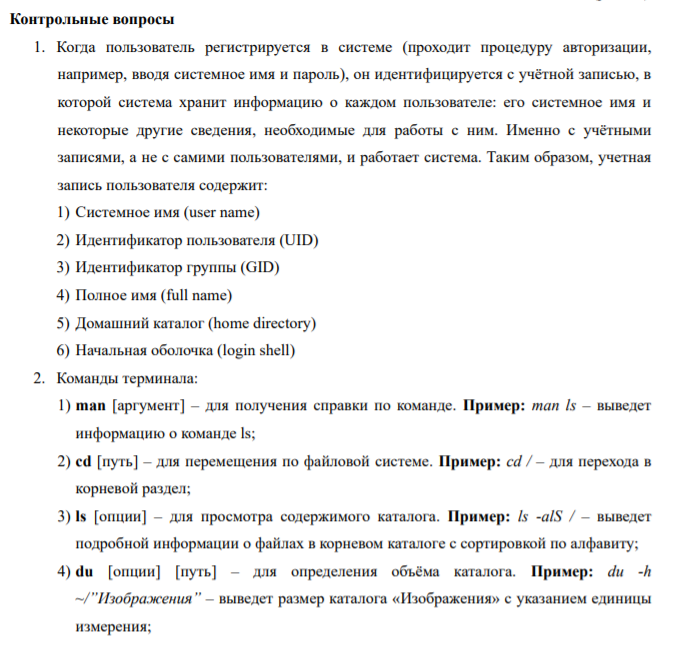 Контрольные вопросы
1. Когда пользователь регистрируется в системе (проходит процедуру авторизации,
например, вводя системное имя и пароль), он идентифицируется с учётной записью, в
которой система хранит информацию о каждом пользователе: его системное имя и
некоторые другие сведения, необходимые для работы с ним. Именно с учётными
записями, а не с самими пользователями, и работает система. Таким образом, учетная
запись пользователя содержит:
1) Системное имя (user name)
2) Идентификатор пользователя (UID)
3) Идентификатор группы (GID)
4) Полное имя (full name)
5) Домашний каталог (home directory)
6) Начальная оболочка (login shell)
2. Команды терминала:
1) man [аргумент] – для получения справки по команде. Пример: man ls – выведет
информацию о команде ls;
2) cd [путь] – для перемещения по файловой системе. Пример: cd / – для перехода в
корневой раздел;
3) ls [опции] – для просмотра содержимого каталога. Пример: ls -alS / – выведет
подробной информации о файлах в корневом каталоге с сортировкой по алфавиту;
4) du [опции] [путь] – для определения объёма каталога. Пример: du -h
~/”Изображения” – выведет размер каталога «Изображения» с указанием единицы
измерения;